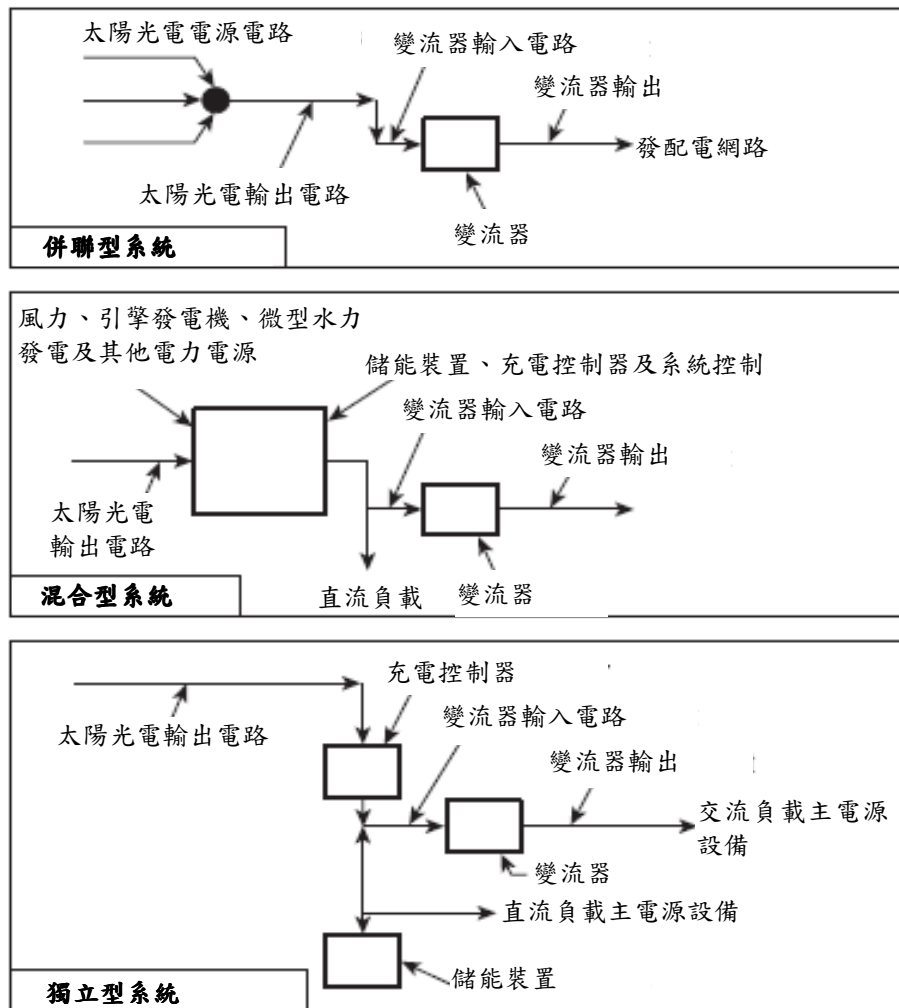 太陽光電電源電路
變流器輸入電路
變流器輸出
發配電網路
太陽光電輸出電路
變流器
併聯型系統
風力、引擎發電機、微型水力
發電及其他電力電源
儲能裝置、充電控制器及系統控制
變流器輸入電路
變流器輸出
太陽光電
輸出電路
直流負載
變流器
混合型系統
充電控制器
太陽光電輸出電路
變流器輸入電路
變流器輸出
交流負載主電源
設備
變流器
直流負載主電源設備
儲能裝置
獨立型系統